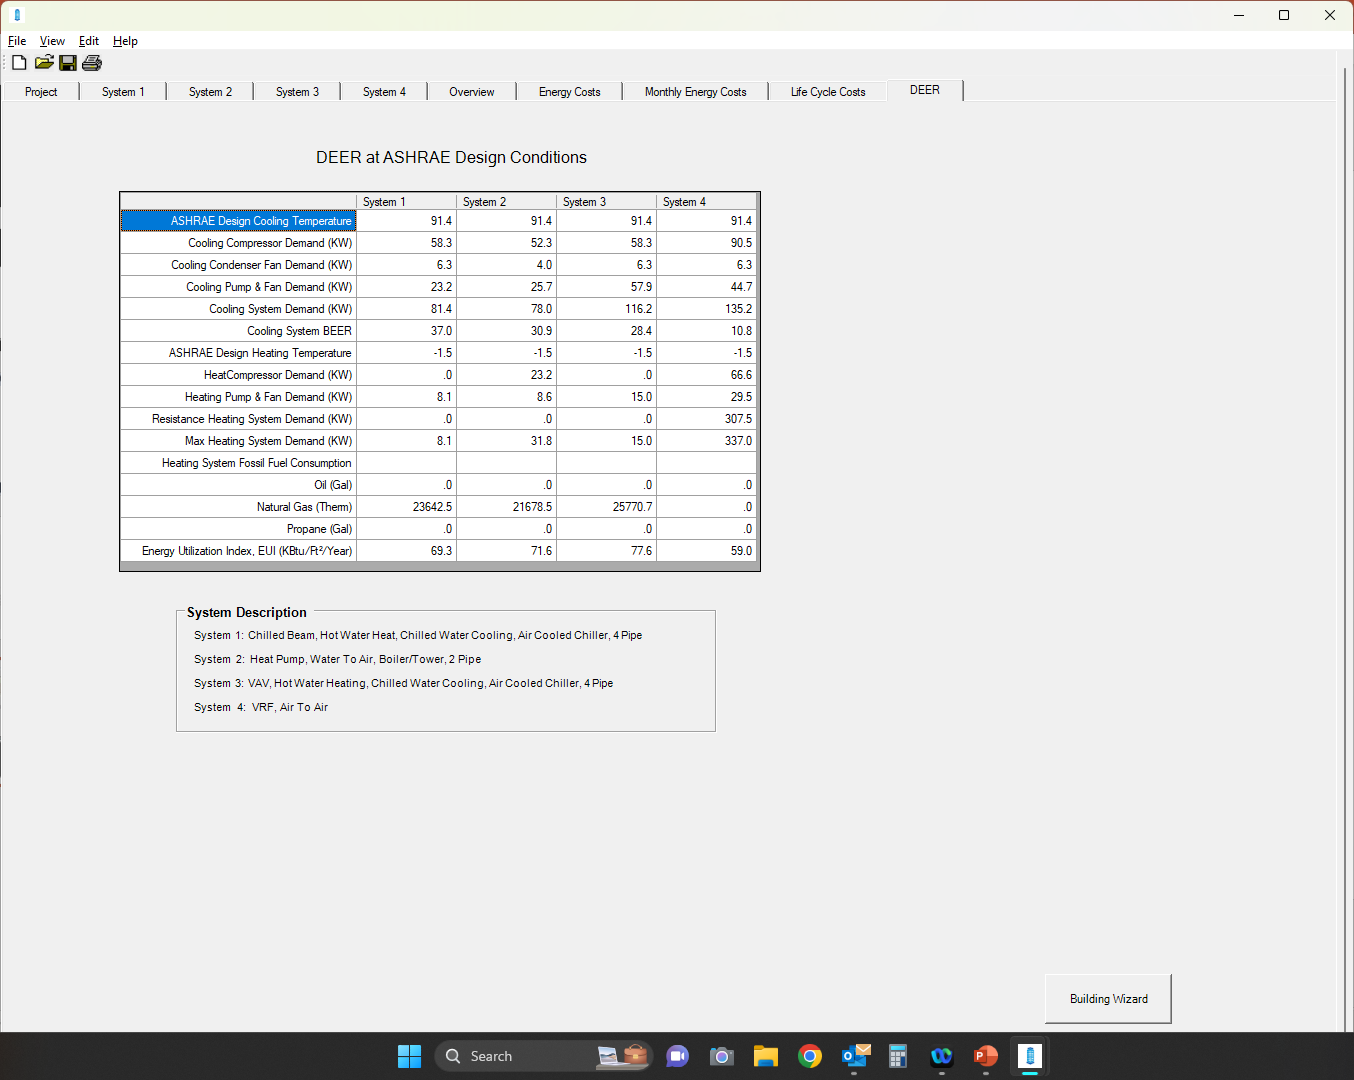 File View Edit Help
Project System 1 System 2 System 3 System 4 Overview Energy Costs Monthly Energy Costs Life Cycle Costs DEER
DEER at ASHRAE Design Conditions
System 1 System 2 System 3 System 4
ASHRAE Design Cooling Temperature 91.4 91.4 91.4 91.4
Cooling Compressor Demand (KW) 58.3 52.3 58.3 90.5
Cooling Condenser Fan Demand (KW) 6.3 4.0 6.3 6.3
Cooling Pump & Fan Demand (KW) 23.2 25.7 57.9 44.7
Cooling System Demand (KW) 81.4 78.0 116.2 135.2
Cooling System BEER 37.0 30.9 28.4 10.8
ASHRAE Design Heating Temperature -1.5 -1.5 -1.5 -1.5
HeatCompressor Demand (KW) .0 23.2 .0 66.6
Heating Pump & Fan Demand (KW) 8.1 8.6 15.0 29.5
Resistance Heating System Demand (KW) .0 .0 .0 307.5
Max Heating System Demand (KW) 8.1 31.8 15.0 337.0
Heating System Fossil Fuel Consumption
Oil (Gal) .0 .0 .0 .0
Natural Gas (Therm) 23642.5 21678.5 25770.7 .0
Propane (Gal) .0 .0 .0 .0
Energy Utilization Index, EUI (KBtu/Ft²/Year) 69.3 71.6 77.6 59.0
System Description
System 1: Chilled Beam, Hot Water Heat, Chilled Water Cooling, Air Cooled Chiller, 4 Pipe
System 2: Heat Pump, Water To Air, Boiler/Tower, 2 Pipe
System 3: VAV, Hot Water Heating, Chilled Water Cooling, Air Cooled Chiller, 4 Pipe
System 4: VRF, Air To Air
Building Wizard
Search